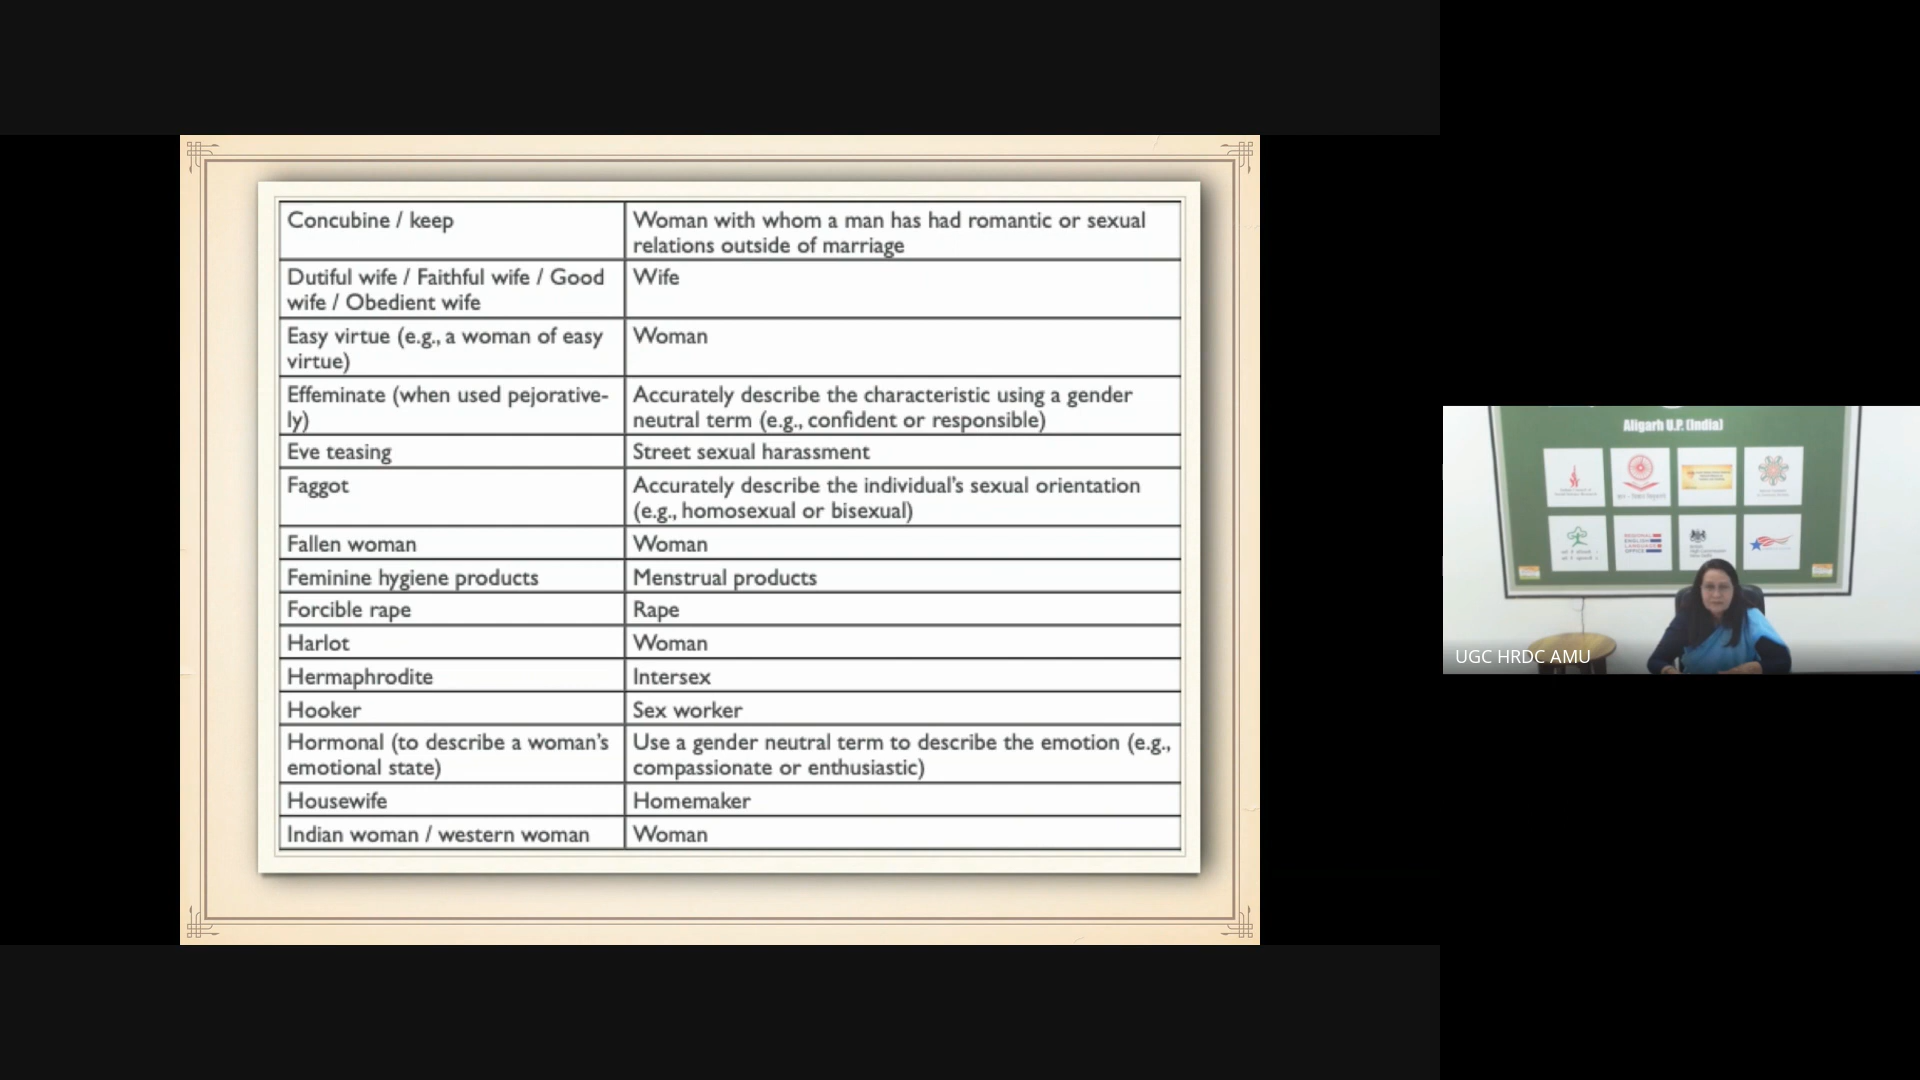 Concubine / keep
Woman with whom a man has had romantic or sexual
relations outside of marriage
Dutiful wife / Faithful wife / Good
wife / Obedient wife
Wife
Easy virtue (e.g., a woman of easy
virtue)
Woman
Effeminate (when used pejorative-
ly)
Accurately describe the characteristic using a gender
neutral term (e.g., confident or responsible)
Eve teasing
Street sexual harassment
Faggot
Accurately describe the individual's sexual orientation
(e.g., homosexual or bisexual)
Fallen woman
Woman
Feminine hygiene products
Menstrual products
Forcible rape
Rape
Harlot
Woman
Hermaphrodite
Intersex
Hooker
Sex worker
Hormonal (to describe a woman's
emotional state)
Use a gender neutral term to describe the emotion (e.g.,
compassionate or enthusiastic)
Housewife
Homemaker
Indian woman / western woman
Woman
Aligarh U.P. (India)
REGIONAL
ENGLISH
LANGUAGE
OFFICE
UGC HRDC AMU